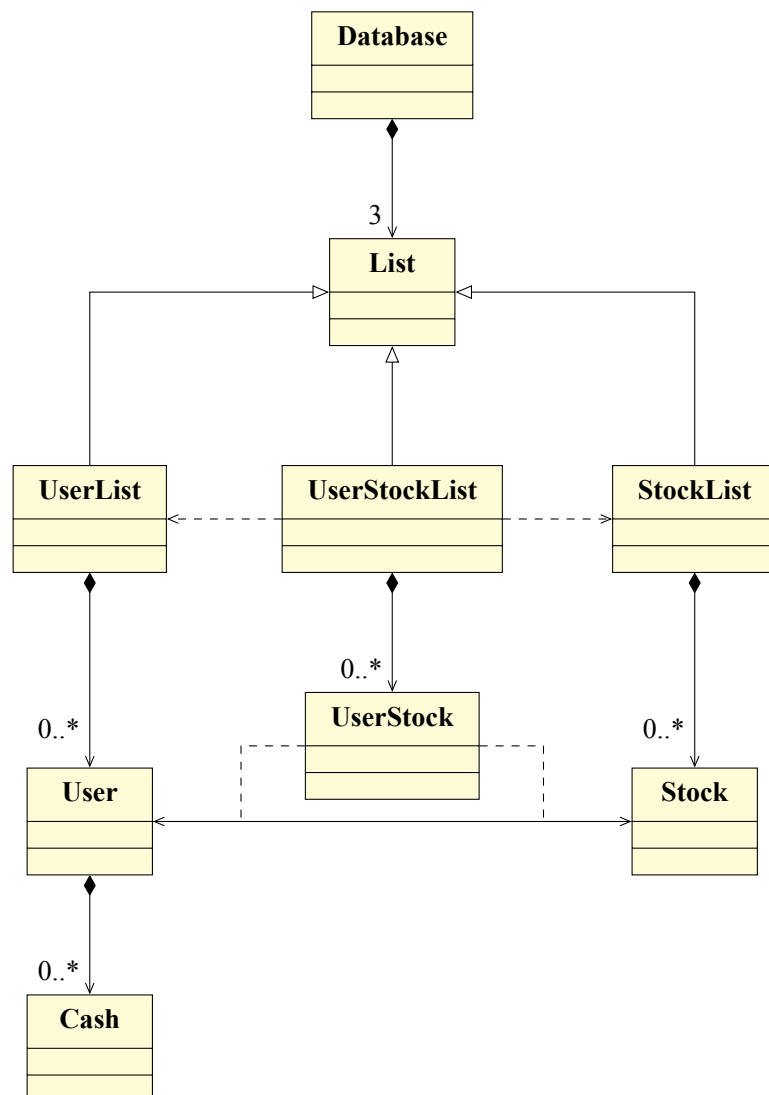 Database
3
List
UserList
UserStockList
StockList
0..*
UserStock
0..*
0..*
User
Stock
0..*
Cash